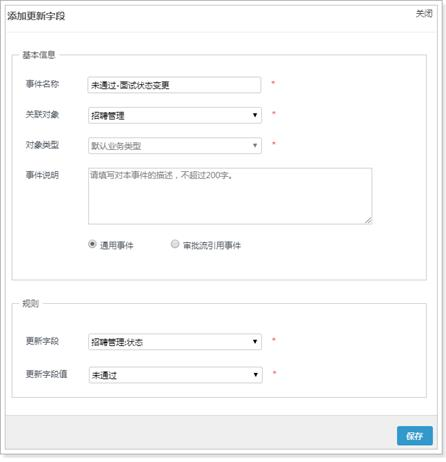 添加更新字段 关闭
基本信息
事件名称 未通过-面试状态变更 *
关联对象 招聘管理 *
对象类型 默认业务类型 *
事件说明 请填写对本事件的描述，不超过200字。
通用事件 审批流引用事件
规则
更新字段 招聘管理:状态 *
更新字段值 未通过 *
保存